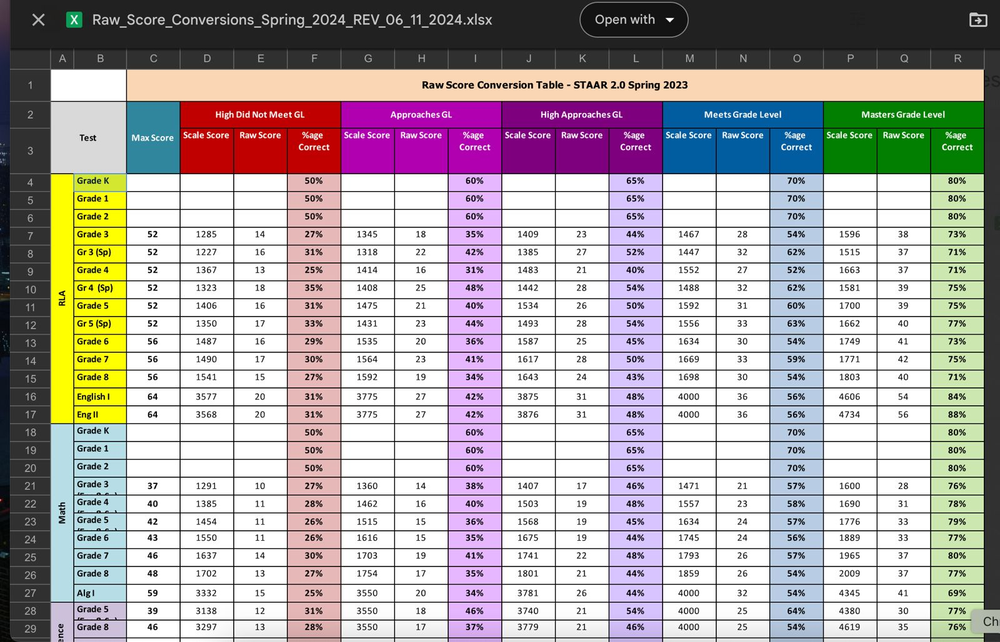 Raw_Score_Conversions_Spring_2024_REV_06_11_2024.xlsx Open with
A B C D E F G H I J K L M N O P Q R
1 Raw Score Conversion Table - STAAR 2.0 Spring 2023
2 High Did Not Meet GL Approaches GL High Approaches GL Meets Grade Level Masters Grade Level
3 Test Max Score Scale Score Raw Score %age Correct Scale Score Raw Score %age Correct Scale Score Raw Score %age Correct Scale Score Raw Score %age Correct Scale Score Raw Score %age Correct
RLA
4 Grade K 50% 60% 65% 70% 80%
5 Grade 1 50% 60% 65% 70% 80%
6 Grade 2 50% 60% 65% 70% 80%
7 Grade 3 52 1285 14 27% 1345 18 35% 1409 23 44% 1467 28 54% 1596 38 73%
8 Gr 3 (Sp) 52 1227 16 31% 1318 22 42% 1385 27 52% 1447 32 62% 1515 37 71%
9 Grade 4 52 1367 13 25% 1414 16 31% 1483 21 40% 1552 27 52% 1663 37 71%
10 Gr 4 (Sp) 52 1323 18 35% 1408 25 48% 1442 28 54% 1488 32 62% 1581 39 75%
11 Grade 5 52 1406 16 31% 1475 21 40% 1534 26 50% 1592 31 60% 1700 39 75%
12 Gr 5 (Sp) 52 1350 17 33% 1431 23 44% 1493 28 54% 1556 33 63% 1662 40 77%
13 Grade 6 56 1487 16 29% 1535 20 36% 1587 25 45% 1634 30 54% 1749 41 73%
14 Grade 7 56 1490 17 30% 1564 23 41% 1617 28 50% 1669 33 59% 1771 42 75%
15 Grade 8 56 1541 15 27% 1592 19 34% 1643 24 43% 1698 30 54% 1803 40 71%
16 English I 64 3577 20 31% 3775 27 42% 3875 31 48% 4000 36 56% 4606 54 84%
17 Eng II 64 3568 20 31% 3775 27 42% 3876 31 48% 4000 36 56% 4734 56 88%
Math
18 Grade K 50% 60% 65% 70% 80%
19 Grade 1 50% 60% 65% 70% 80%
20 Grade 2 50% 60% 65% 70% 80%
21 Grade 3 37 1291 10 27% 1360 14 38% 1407 17 46% 1471 21 57% 1600 28 76%
22 Grade 4 40 1385 11 28% 1462 16 40% 1503 19 48% 1557 23 58% 1690 31 78%
23 Grade 5 42 1454 11 26% 1515 15 36% 1568 19 45% 1634 24 57% 1776 33 79%
24 Grade 6 43 1550 11 26% 1616 15 35% 1675 19 44% 1745 24 56% 1889 33 77%
25 Grade 7 46 1637 14 30% 1703 19 41% 1741 22 48% 1793 26 57% 1965 37 80%
26 Grade 8 48 1702 13 27% 1754 17 35% 1801 21 44% 1859 26 54% 2009 37 77%
27 Alg I 59 3332 15 25% 3550 20 34% 3781 26 44% 4000 32 54% 4345 41 69%
28 Grade 5 39 3138 12 31% 3550 18 46% 3740 21 54% 4000 25 64% 4380 30 77%
29 Grade 8 46 3297 13 28% 3550 17 37% 3779 21 46% 4000 25 54% 4619 35 76%